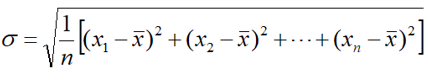 σ = √(1/n [(x₁ − x̄)² + (x₂ − x̄)² + ⋯ + (xₙ − x̄)²])